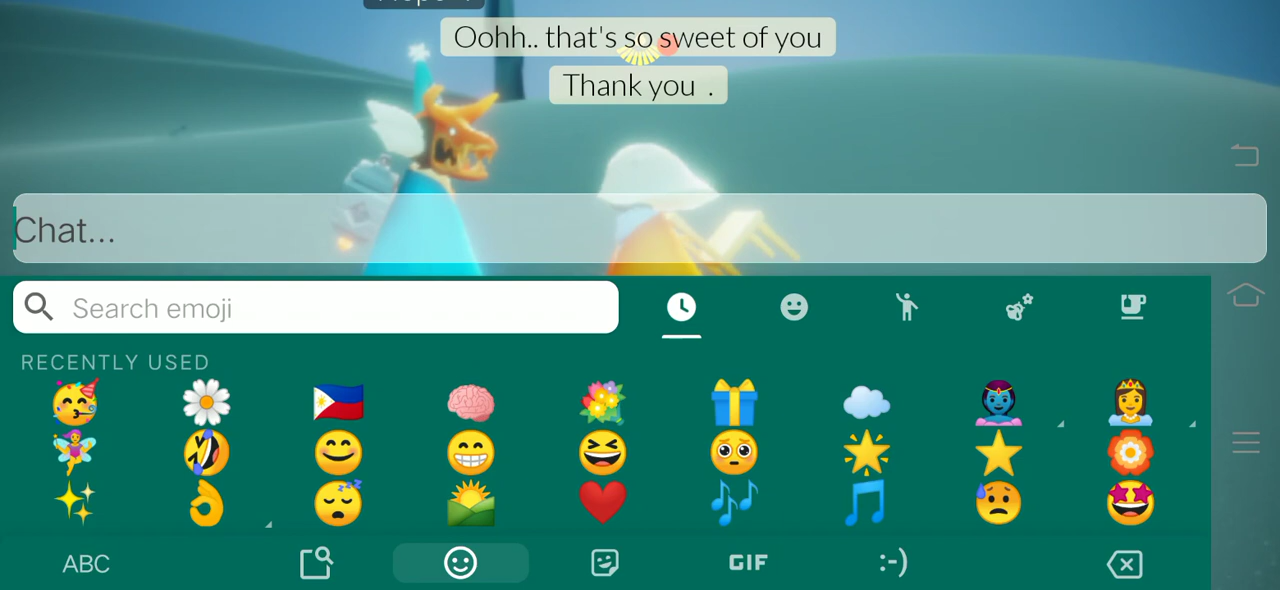 Oohh.. that's so sweet of you
Thank you .
Chat...
Search emoji
RECENTLY USED
ABC
GIF
:-)